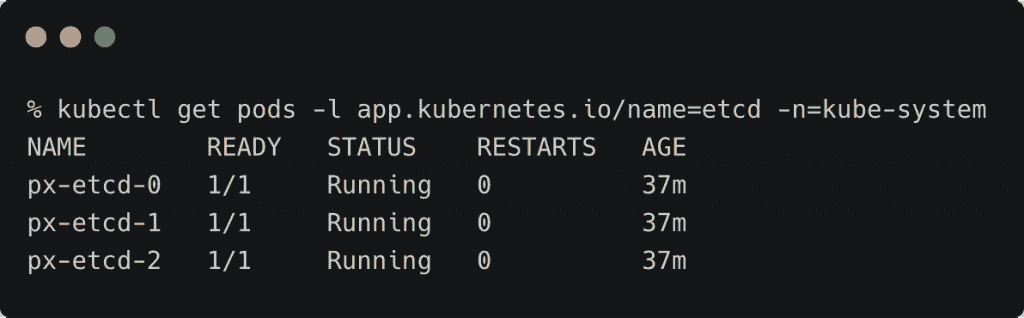 % kubectl get pods -l app.kubernetes.io/name=etcd -n=kube-system
NAME        READY   STATUS    RESTARTS   AGE
px-etcd-0   1/1     Running   0          37m
px-etcd-1   1/1     Running   0          37m
px-etcd-2   1/1     Running   0          37m